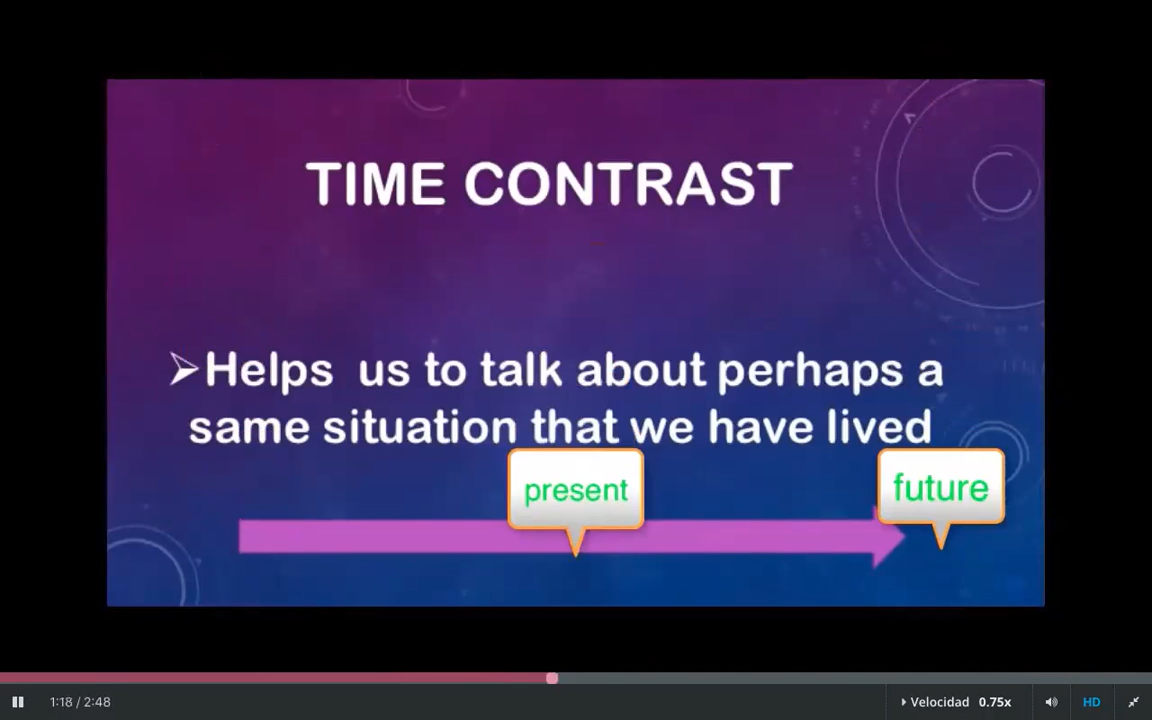 TIME CONTRAST
➢Helps us to talk about perhaps a
same situation that we have lived
present
future
1:18 / 2:48
Velocidad 0.75x
HD